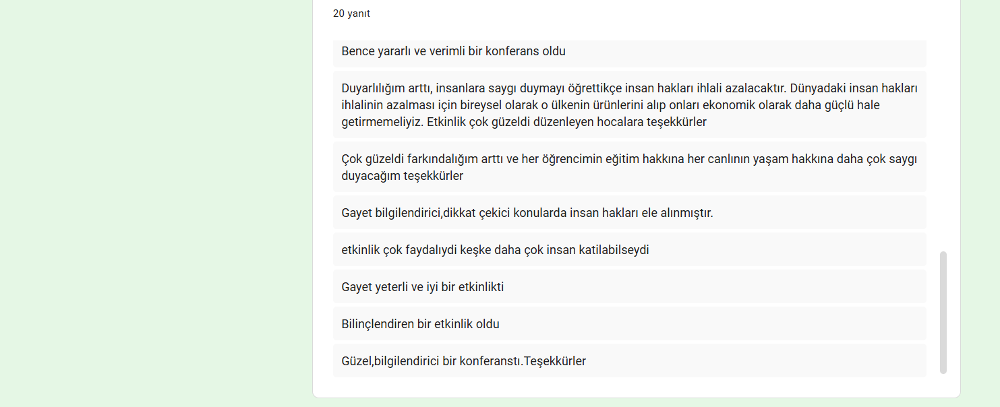 20 yanıt
Bence yararlı ve verimli bir konferans oldu
Duyarlılığım arttı, insanlara saygı duymayı öğrettikçe insan hakları ihlali azalacaktır. Dünyadaki insan hakları
ihlalinin azalması için bireysel olarak o ülkenin ürünlerini alıp onları ekonomik olarak daha güçlü hale
getirmemeliyiz. Etkinlik çok güzeldi düzenleyen hocalara teşekkürler
Çok güzeldi farkındalığım arttı ve her öğrencimin eğitim hakkına her canlının yaşam hakkına daha çok saygı
duyacağım teşekkürler
Gayet bilgilendirici,dikkat çekici konularda insan hakları ele alınmıştır.
etkinlik çok faydalıydi keşke daha çok insan katilabilseydi
Gayet yeterli ve iyi bir etkinlikti
Bilinçlendiren bir etkinlik oldu
Güzel,bilgilendirici bir konferanstı.Teşekkürler